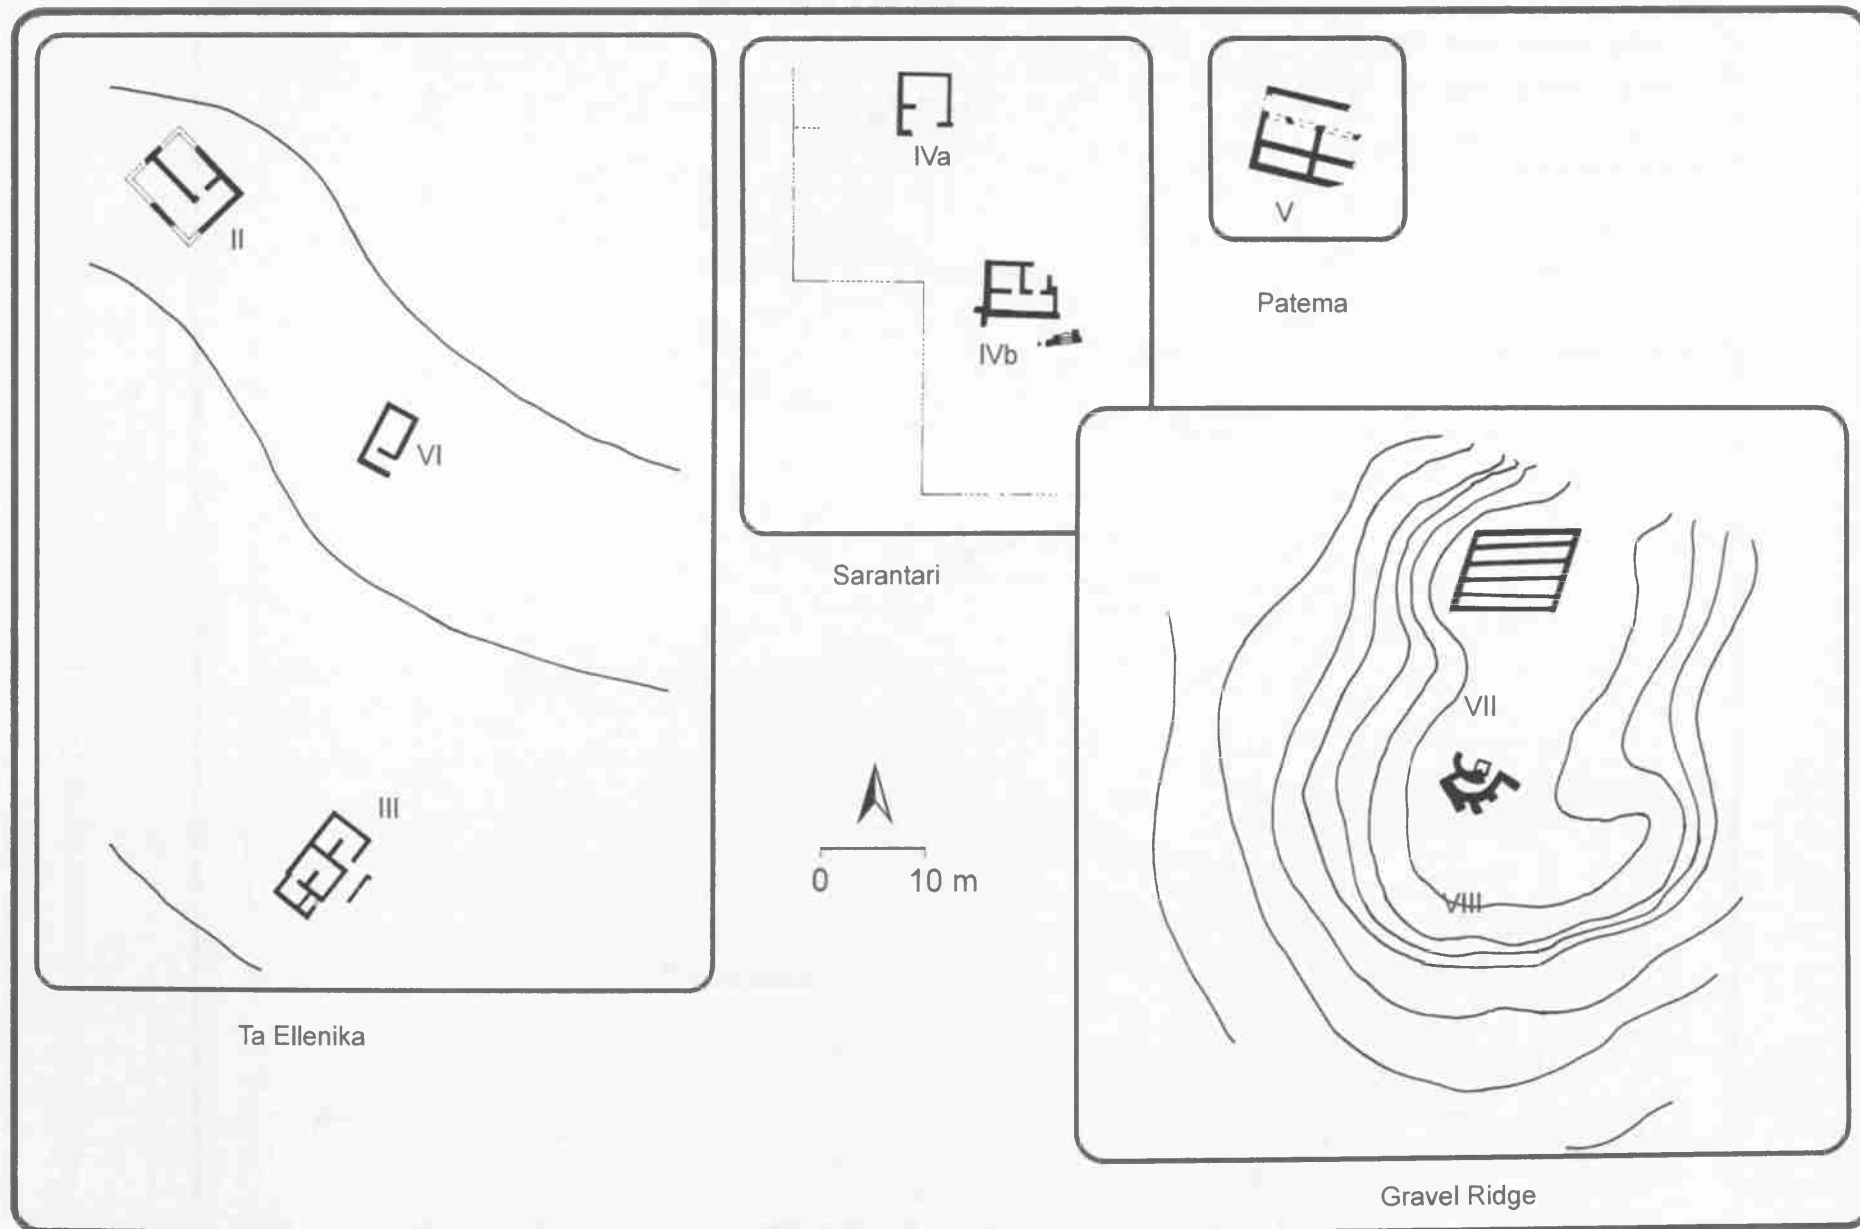 II
VI
III
Ta Ellenika
IVa
IVb
Sarantari
V
Patema
0 10 m
VII
VIII
Gravel Ridge